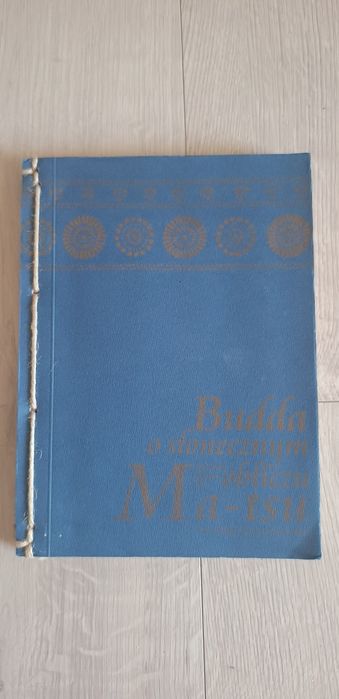 Budda
o słonecznym
obliczu
Ma-tsu